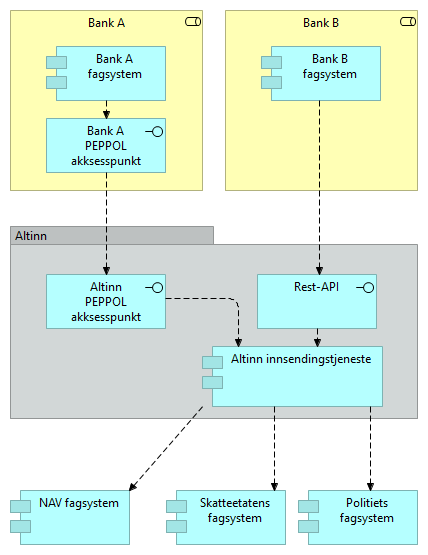 Bank A
Bank B
Bank A
fagsystem
Bank B
fagsystem
Bank A
PEPPOL
akksesspunkt
Altinn
Altinn
PEPPOL
akksesspunkt
Rest-API
Altinn innsendingstjeneste
NAV fagsystem
Skatteetatens
fagsystem
Politiets
fagsystem